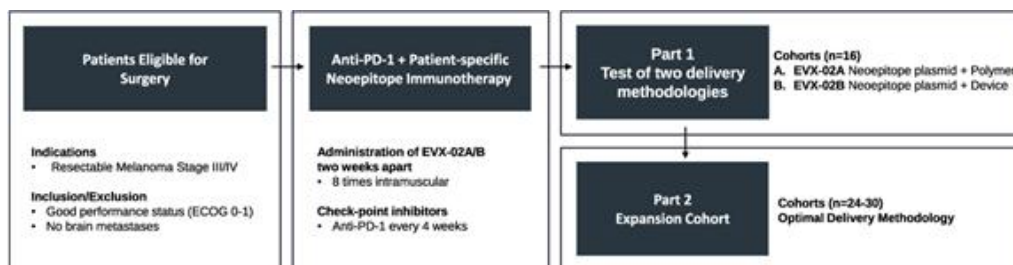 Patients Eligible for
Surgery
Indications
• Resectable Melanoma Stage III/IV
Inclusion/Exclusion
• Good performance status (ECOG 0-1)
• No brain metastases
Anti-PD-1 + Patient-specific
Neoepitope Immunotherapy
Administration of EVX-02A/B
two weeks apart
• 8 times intramuscular
Check-point inhibitors
• Anti-PD-1 every 4 weeks
Part 1
Test of two delivery
methodologies
Cohorts (n=16)
A. EVX-02A Neoepitope plasmid + Polymer
B. EVX-02B Neoepitope plasmid + Device
Part 2
Expansion Cohort
Cohorts (n=24-30)
Optimal Delivery Methodology